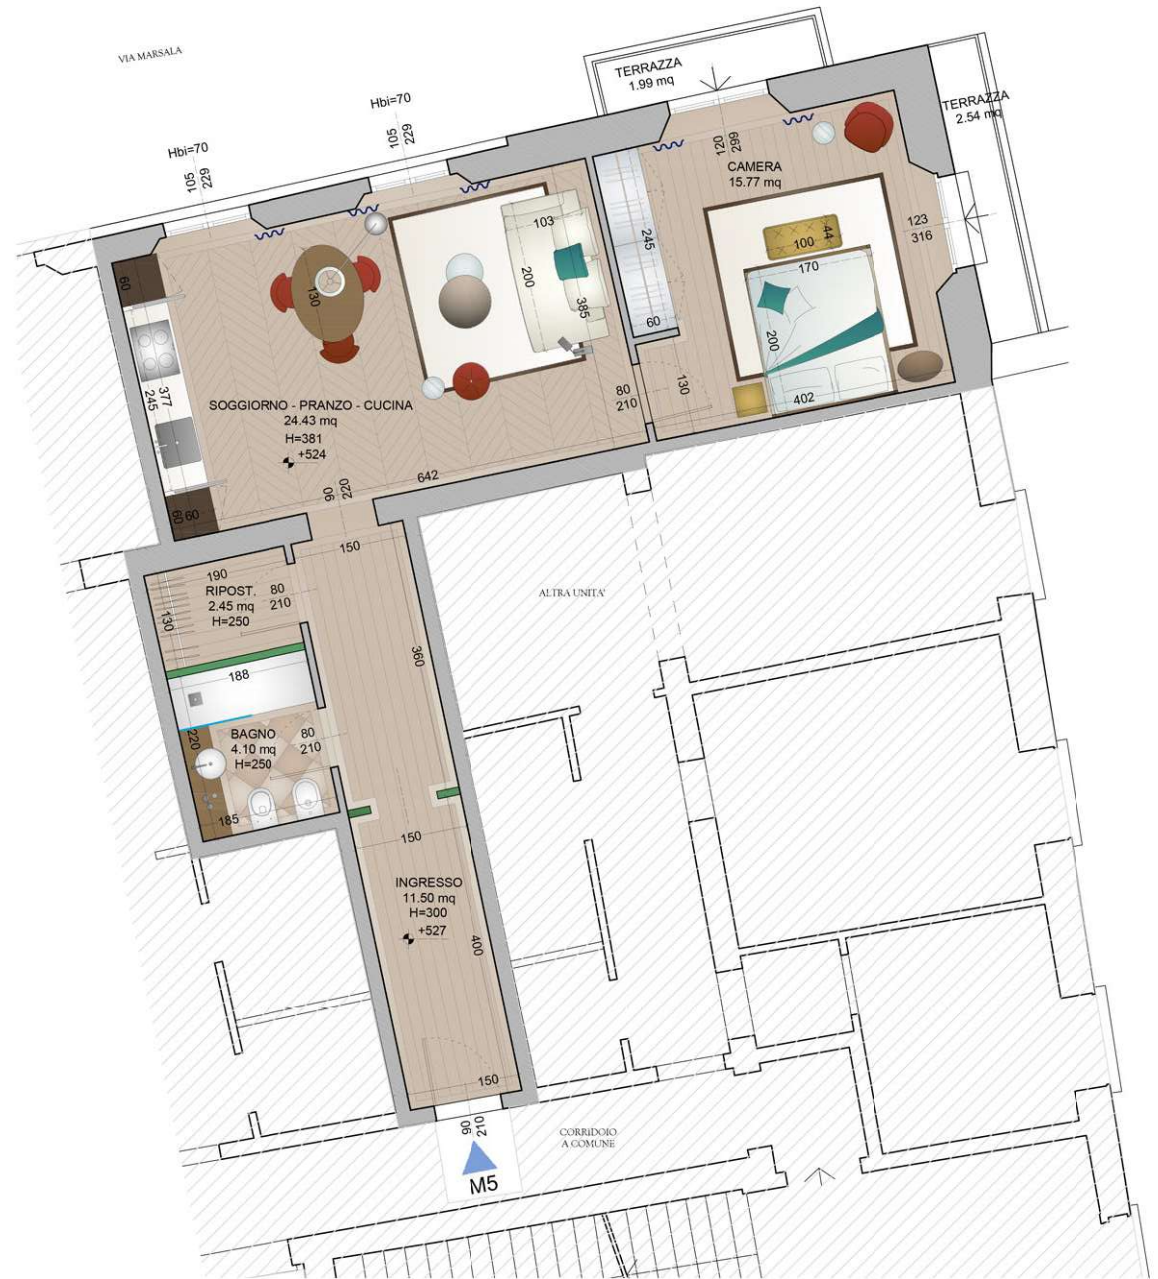 VIA MARSALA
TERRAZZA
1.99 mq
TERRAZZA
2.54 mq
Hbi=70
105
229
Hbi=70
105
229
120
299
CAMERA
15.77 mq
123
316
103
200
385
245
60
100
44
170
200
402
130
80
210
60
130
377
245
SOGGIORNO - PRANZO - CUCINA
24.43 mq
H=381
+524
642
90
220
60
60
150
190
RIPOST.
2.45 mq
H=250
80
210
130
360
188
BAGNO
4.10 mq
H=250
80
210
220
185
ALTRA UNITA'
150
INGRESSO
11.50 mq
H=300
+527
400
150
90
210
M5
CORRIDOIO
A COMUNE